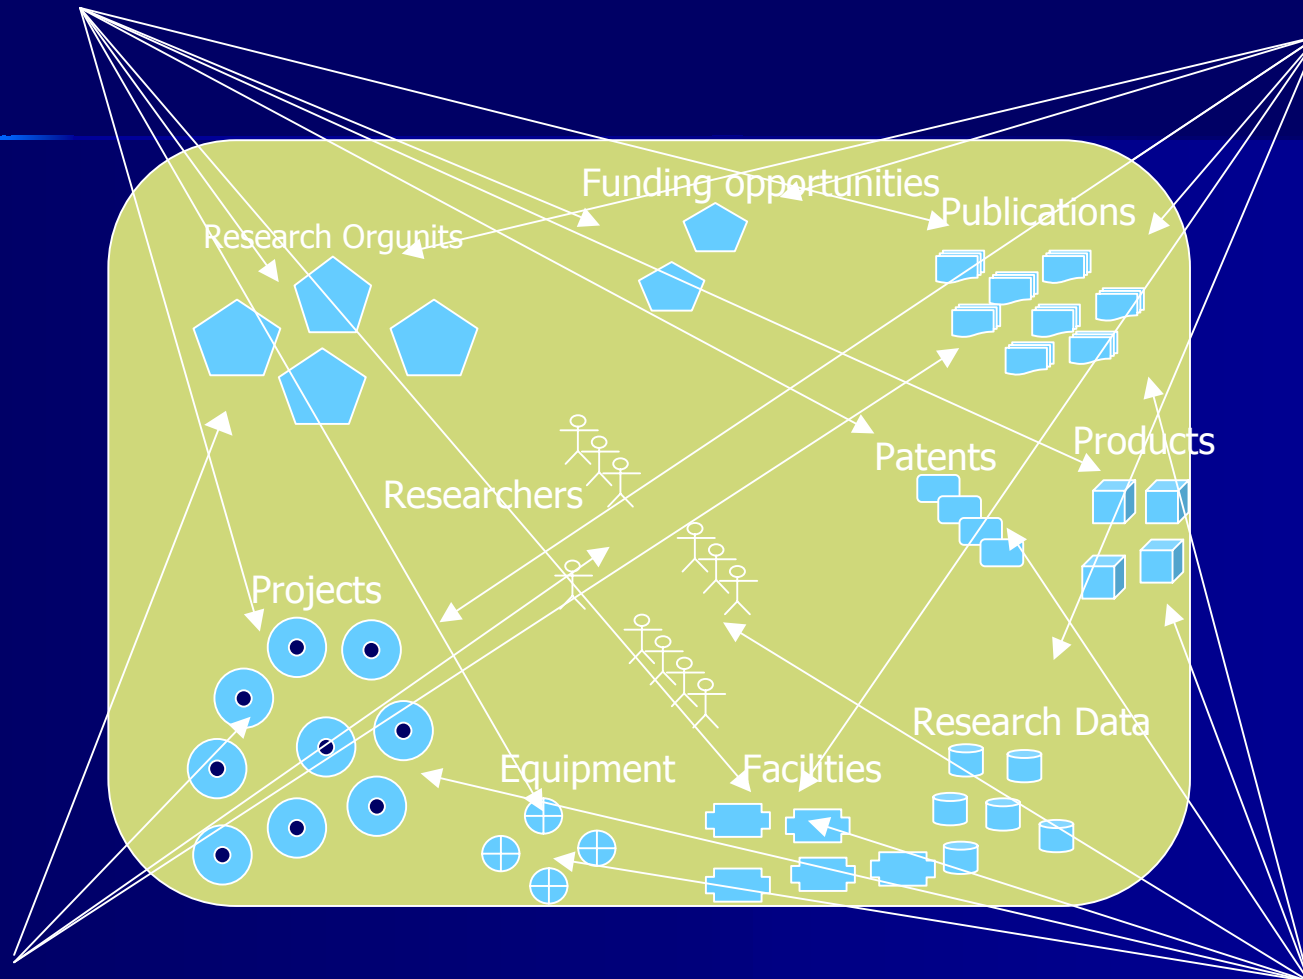 Funding opportunities
Publications
Research Orgunits
Products
Patents
Researchers
Projects
Research Data
Equipment
Facilities